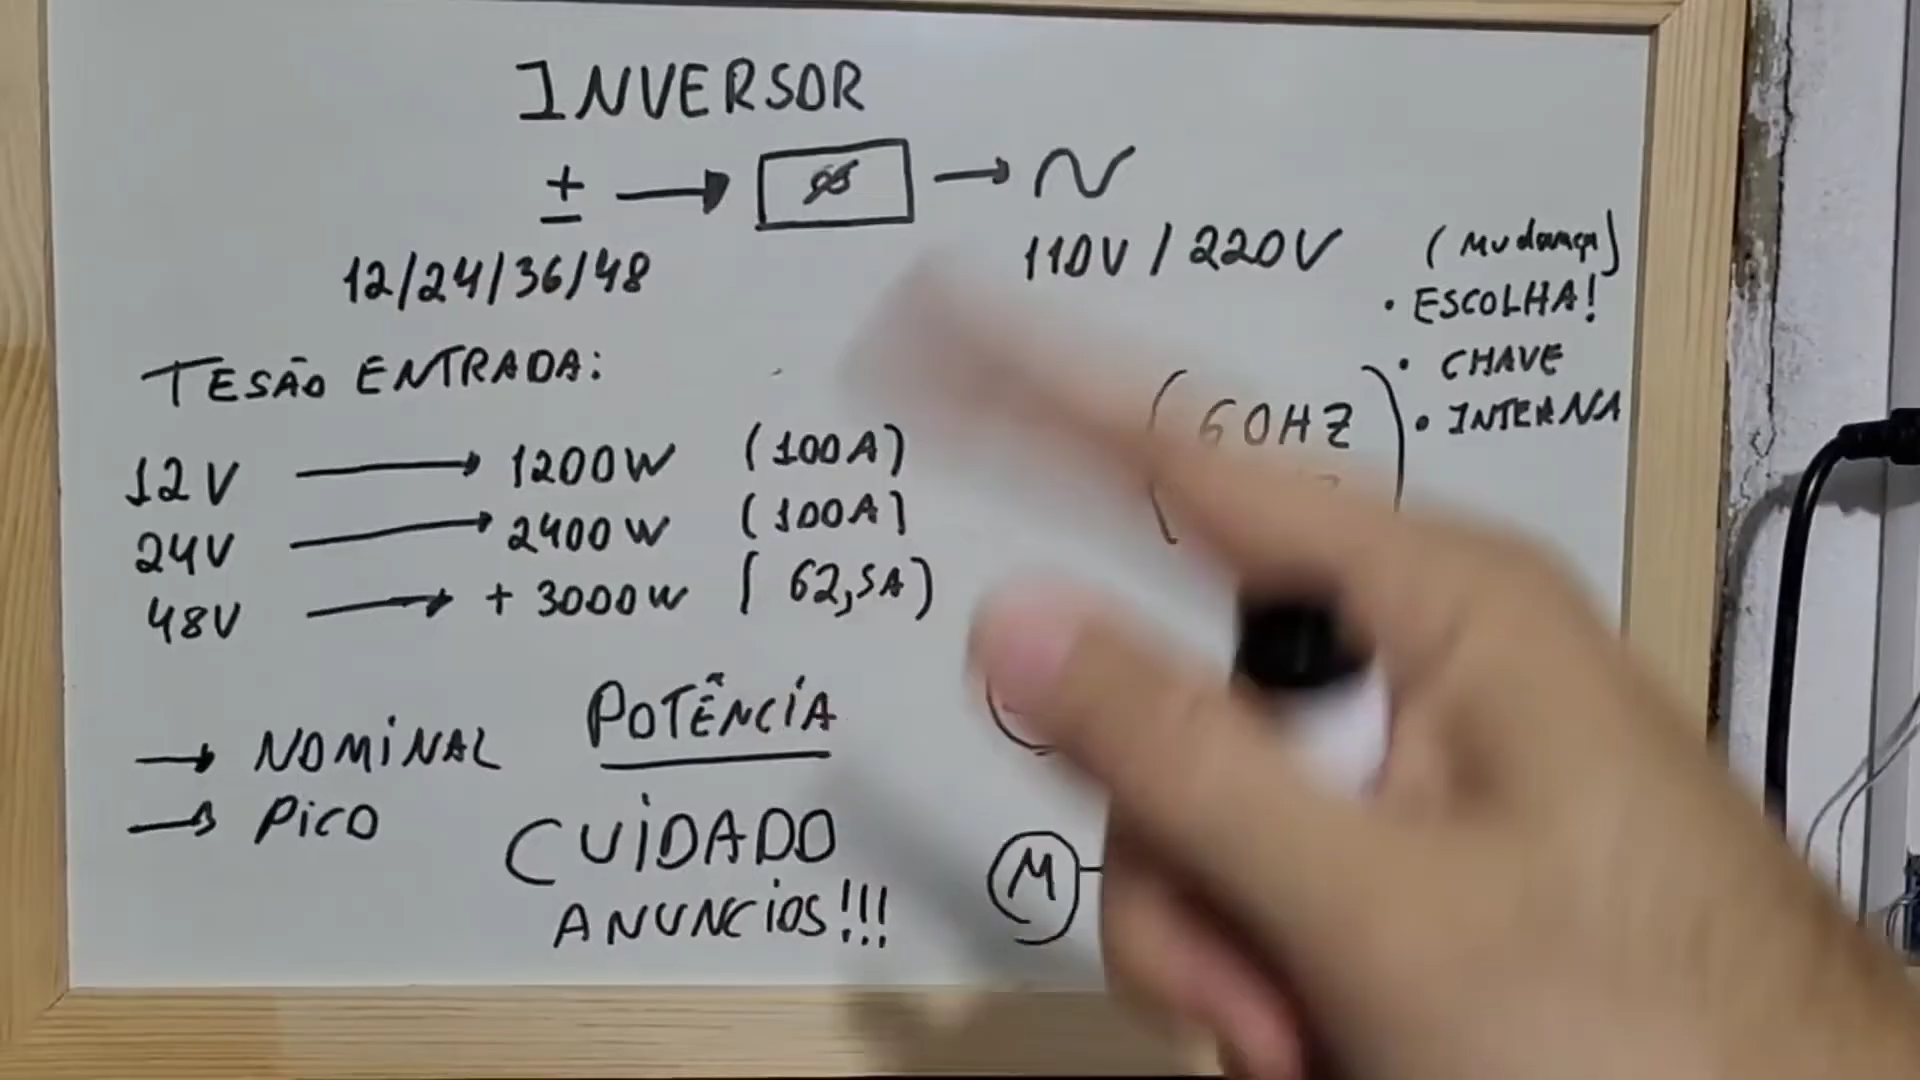 INVERSOR
±
12/24/36/48
110V / 220V
(Mudança)
• ESCOLHA!
• CHAVE
• INTERNA
TESÃO ENTRADA:
60HZ
12V → 1200W (100A)
24V → 2400W (100A)
48V → + 3000W (62,5A)
POTÊNCIA
→ NOMINAL
→ PICO
CUIDADO
ANUNCIOS!!!
M